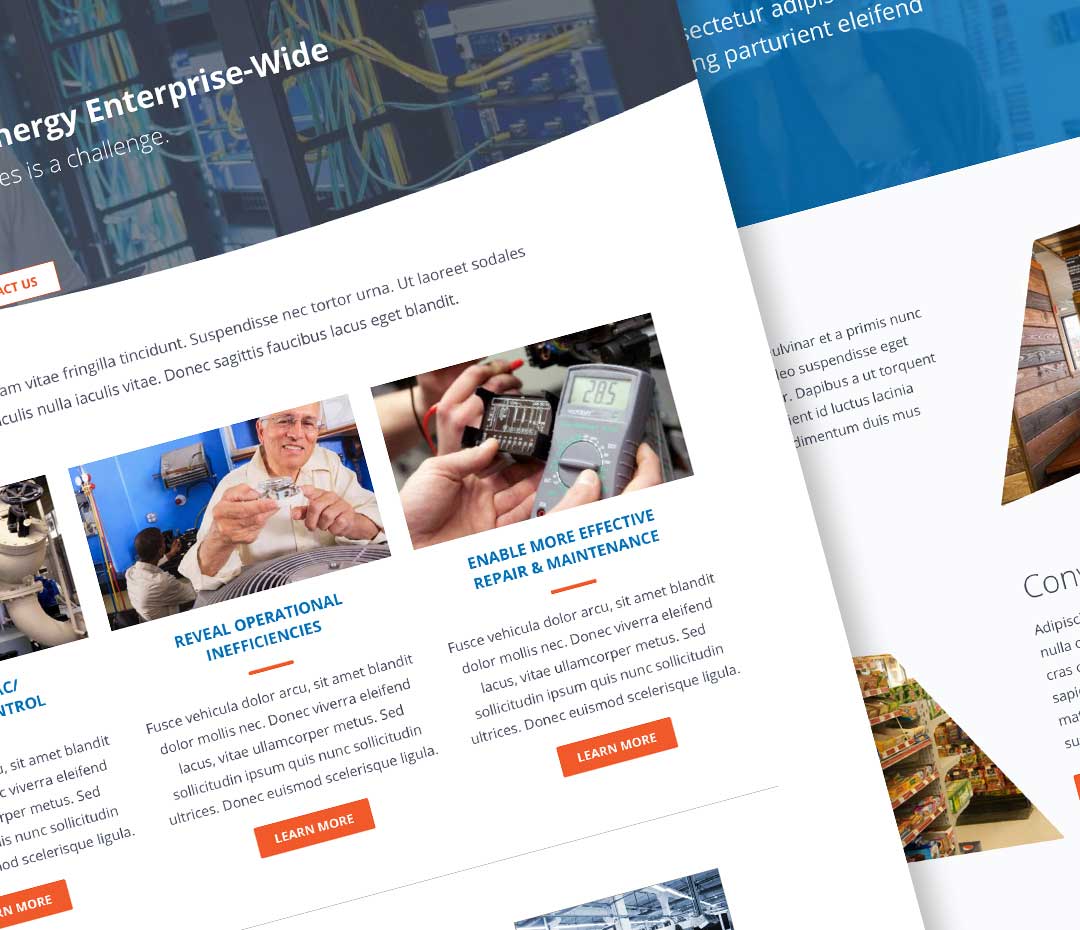 nergy Enterprise-Wide
es is a challenge.
ACT US
am vitae fringilla tincidunt. Suspendisse nec tortor urna. Ut laoreet sodales
aculis nulla iaculis vitae. Donec sagittis faucibus lacus eget blandit.
AC/
NTROL
u, sit amet blandit
c viverra eleifend
rper metus. Sed
is nunc sollicitudin
mod scelerisque ligula.
RN MORE
REVEAL OPERATIONAL
INEFFICIENCIES
Fusce vehicula dolor arcu, sit amet blandit
dolor mollis nec. Donec viverra eleifend
lacus, vitae ullamcorper metus. Sed
sollicitudin ipsum quis nunc sollicitudin
ultrices. Donec euismod scelerisque ligula.
LEARN MORE
28.5
ENABLE MORE EFFECTIVE
REPAIR & MAINTENANCE
Fusce vehicula dolor arcu, sit amet blandit
dolor mollis nec. Donec viverra eleifend
lacus, vitae ullamcorper metus. Sed
sollicitudin ipsum quis nunc sollicitudin
ultrices. Donec euismod scelerisque ligula.
LEARN MORE
sectetur adipis
ng parturient eleifend
ulvinar et a primis nunc
leo suspendisse eget
r. Dapibus a ut torquent
ient id luctus lacinia
dimentum duis mus
Conv
Adipisc
nulla c
cras c
sapie
mat
su